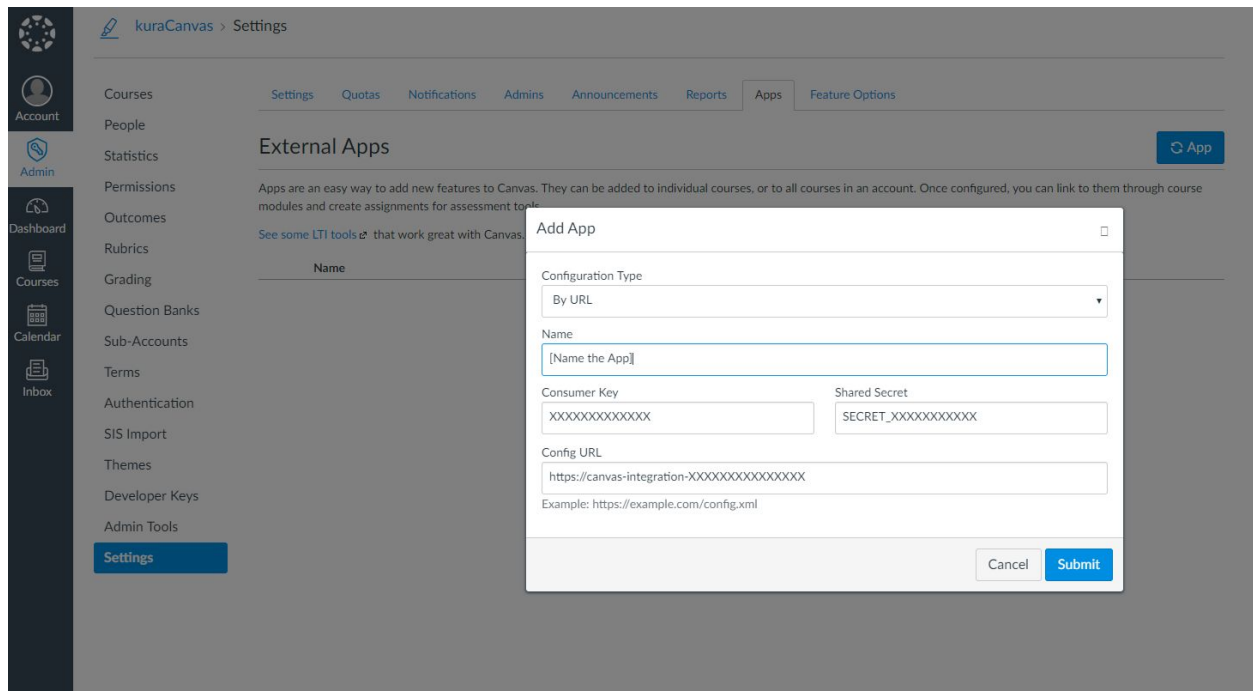 kuraCanvas > Settings
Account
Admin
Dashboard
Courses
Calendar
Inbox
Courses
People
Statistics
Permissions
Outcomes
Rubrics
Grading
Question Banks
Sub-Accounts
Terms
Authentication
SIS Import
Themes
Developer Keys
Admin Tools
Settings
Settings Quotas Notifications Admins Announcements Reports Apps Feature Options
External Apps
App
Apps are an easy way to add new features to Canvas. They can be added to individual courses, or to all courses in an account. Once configured, you can link to them through course
modules and create assignments for assessment tools
See some LTI tools that work great with Canvas.
Name
Add App
Configuration Type
By URL
Name
[Name the App]
Consumer Key Shared Secret
XXXXXXXXXXXXX SECRET_XXXXXXXXXXX
Config URL
https://canvas-integration-XXXXXXXXXXXXXXX
Example: https://example.com/config.xml
Cancel Submit